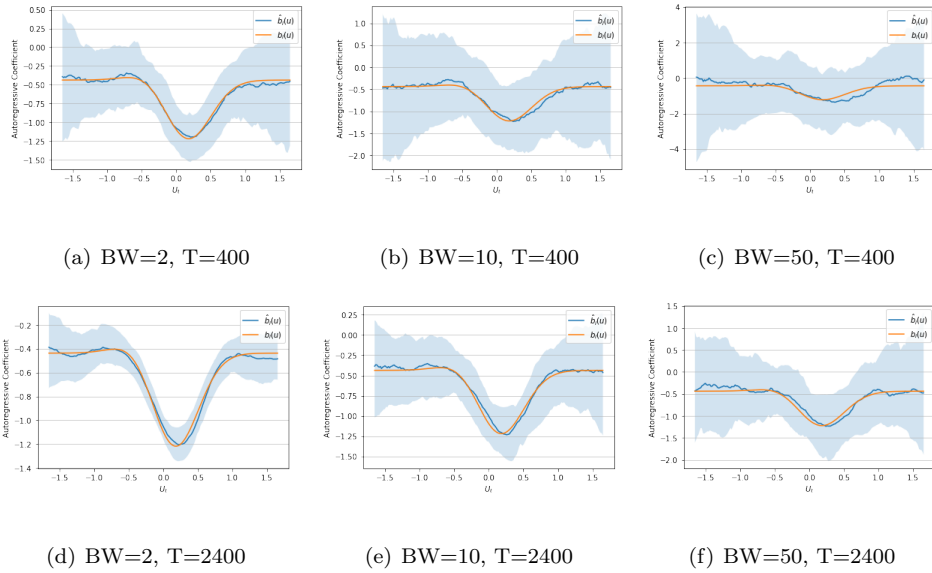 0.50
0.25
0.00
−0.25
−0.50
−0.75
−1.00
−1.25
−1.50
Autoregressive Coefficient
b̂ᵢ(u)
bᵢ(u)
−1.5 −1.0 −0.5 0.0 0.5 1.0 1.5
Uₜ
(a) BW=2, T=400
1.0
0.5
0.0
−0.5
−1.0
−1.5
−2.0
Autoregressive Coefficient
b̂ᵢ(u)
bᵢ(u)
−1.5 −1.0 −0.5 0.0 0.5 1.0 1.5
Uₜ
(b) BW=10, T=400
4
2
0
−2
−4
Autoregressive Coefficient
b̂ᵢ(u)
bᵢ(u)
−1.5 −1.0 −0.5 0.0 0.5 1.0 1.5
Uₜ
(c) BW=50, T=400
−0.4
−0.6
−0.8
−1.0
−1.2
−1.4
Autoregressive Coefficient
b̂ᵢ(u)
bᵢ(u)
−1.5 −1.0 −0.5 0.0 0.5 1.0 1.5
Uₜ
(d) BW=2, T=2400
0.25
0.00
−0.25
−0.50
−0.75
−1.00
−1.25
−1.50
Autoregressive Coefficient
b̂ᵢ(u)
bᵢ(u)
−1.5 −1.0 −0.5 0.0 0.5 1.0 1.5
Uₜ
(e) BW=10, T=2400
1.5
1.0
0.5
0.0
−0.5
−1.0
−1.5
−2.0
Autoregressive Coefficient
b̂ᵢ(u)
bᵢ(u)
−1.5 −1.0 −0.5 0.0 0.5 1.0 1.5
Uₜ
(f) BW=50, T=2400